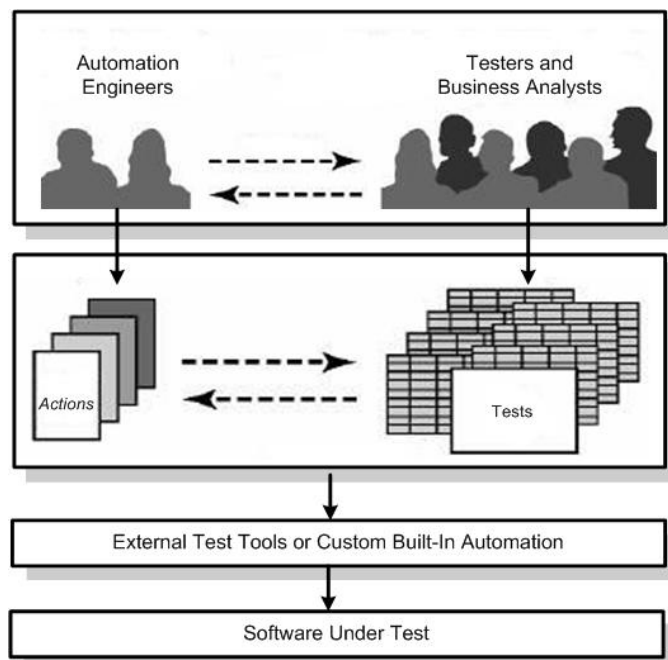 Automation
Engineers
Testers and
Business Analysts
Actions
Tests
External Test Tools or Custom Built-In Automation
Software Under Test